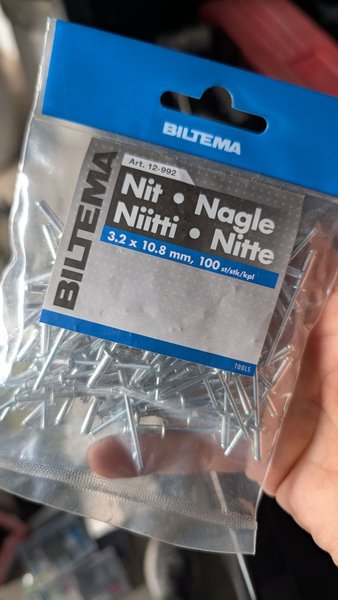 BILTEMA
Art. 12-992
BILTEMA
Nit • Nagle
Niitti • Nitte
3.2 x 10.8 mm, 100 st/stk/kpl
TOOLS